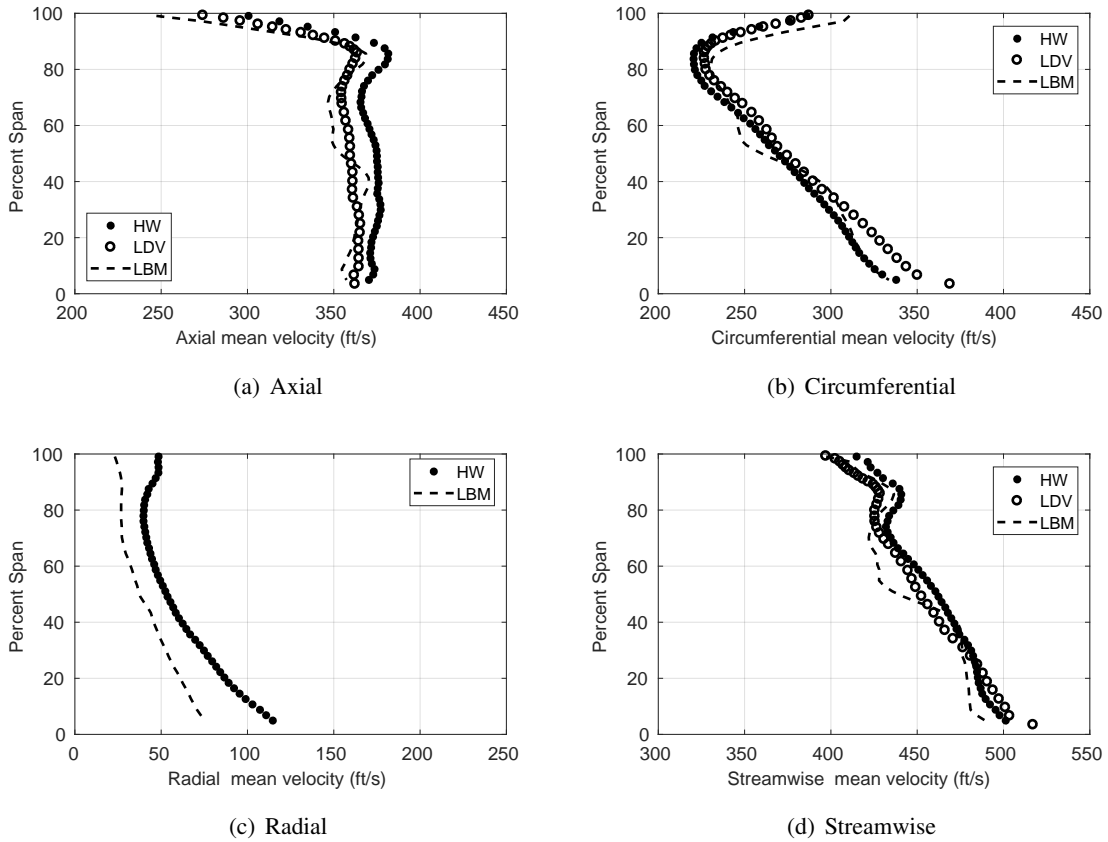 100
80
60
40
20
0
Percent Span
HW
LDV
LBM
200 250 300 350 400 450
Axial mean velocity (ft/s)
(a) Axial
100
80
60
40
20
0
Percent Span
HW
LDV
LBM
200 250 300 350 400 450
Circumferential mean velocity (ft/s)
(b) Circumferential
100
80
60
40
20
0
Percent Span
HW
LBM
0 50 100 150 200 250
Radial mean velocity (ft/s)
(c) Radial
100
80
60
40
20
0
Percent Span
HW
LDV
LBM
300 350 400 450 500 550
Streamwise mean velocity (ft/s)
(d) Streamwise